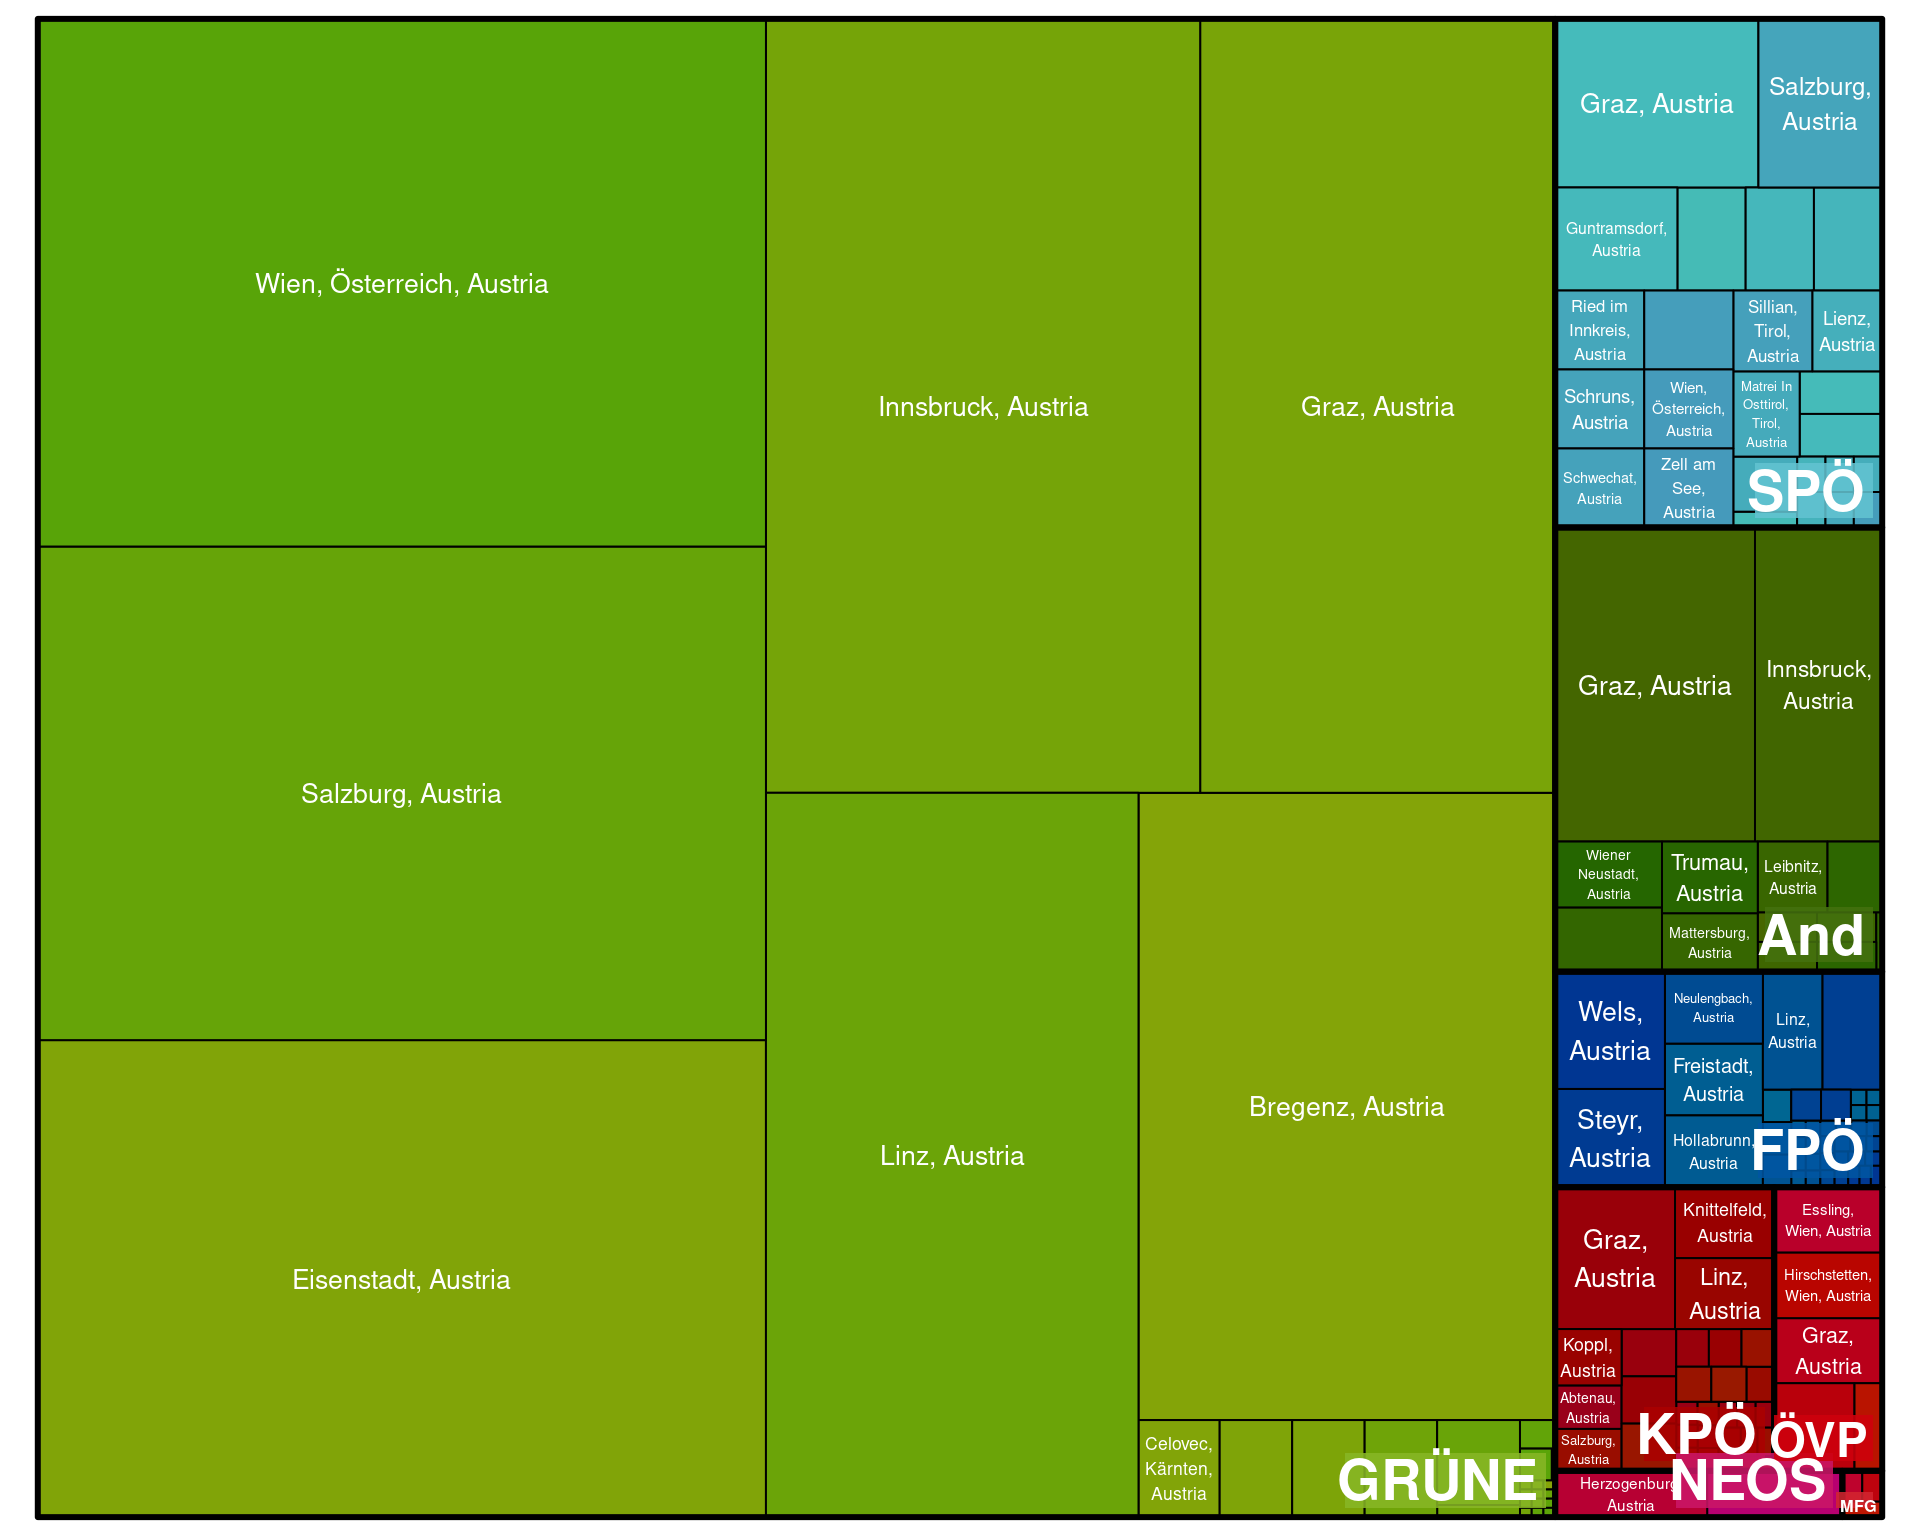 Wien, Österreich, Austria
Salzburg, Austria
Eisenstadt, Austria
Innsbruck, Austria
Graz, Austria
Linz, Austria
Bregenz, Austria
Celovec,
Kärnten,
Austria
GRÜNE
Graz, Austria
Salzburg,
Austria
Guntramsdorf,
Austria
Ried im
Innkreis,
Austria
Sillian,
Tirol,
Austria
Lienz,
Austria
Schruns,
Austria
Wien,
Österreich,
Austria
Matrei In
Osttirol,
Tirol,
Austria
Schwechat,
Austria
Zell am
See,
Austria
SPÖ
Graz, Austria
Innsbruck,
Austria
Wiener
Neustadt,
Austria
Trumau,
Austria
Leibnitz,
Austria
Mattersburg,
Austria
And
Wels,
Austria
Neulengbach,
Austria
Linz,
Austria
Freistadt,
Austria
Steyr,
Austria
Hollabrunn,
Austria
FPÖ
Graz,
Austria
Knittelfeld,
Austria
Linz,
Austria
Koppl,
Austria
Abtenau,
Austria
Salzburg,
Austria
KPÖ
Essling,
Wien, Austria
Hirschstetten,
Wien, Austria
Graz,
Austria
ÖVP
Herzogenburg
Austria
NEOS
MFG